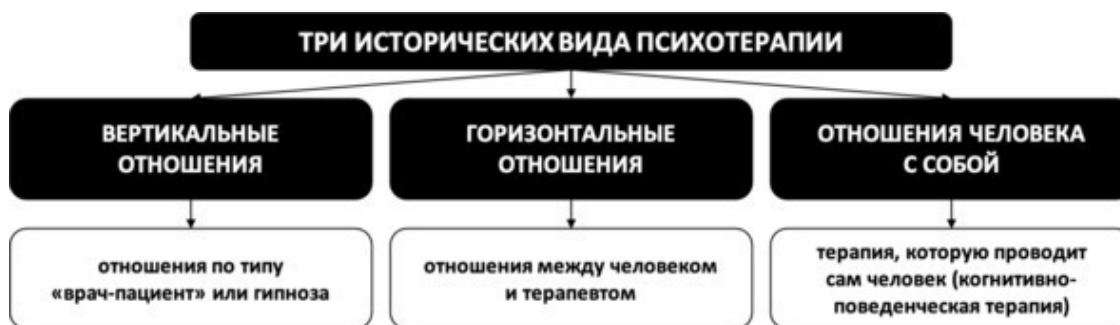 ТРИ ИСТОРИЧЕСКИХ ВИДА ПСИХОТЕРАПИИ
ВЕРТИКАЛЬНЫЕ
ОТНОШЕНИЯ
ГОРИЗОНТАЛЬНЫЕ
ОТНОШЕНИЯ
ОТНОШЕНИЯ ЧЕЛОВЕКА
С СОБОЙ
отношения по типу
«врач-пациент» или гипноза
отношения между человеком
и терапевтом
терапия, которую проводит
сам человек (когнитивно-
поведенческая терапия)